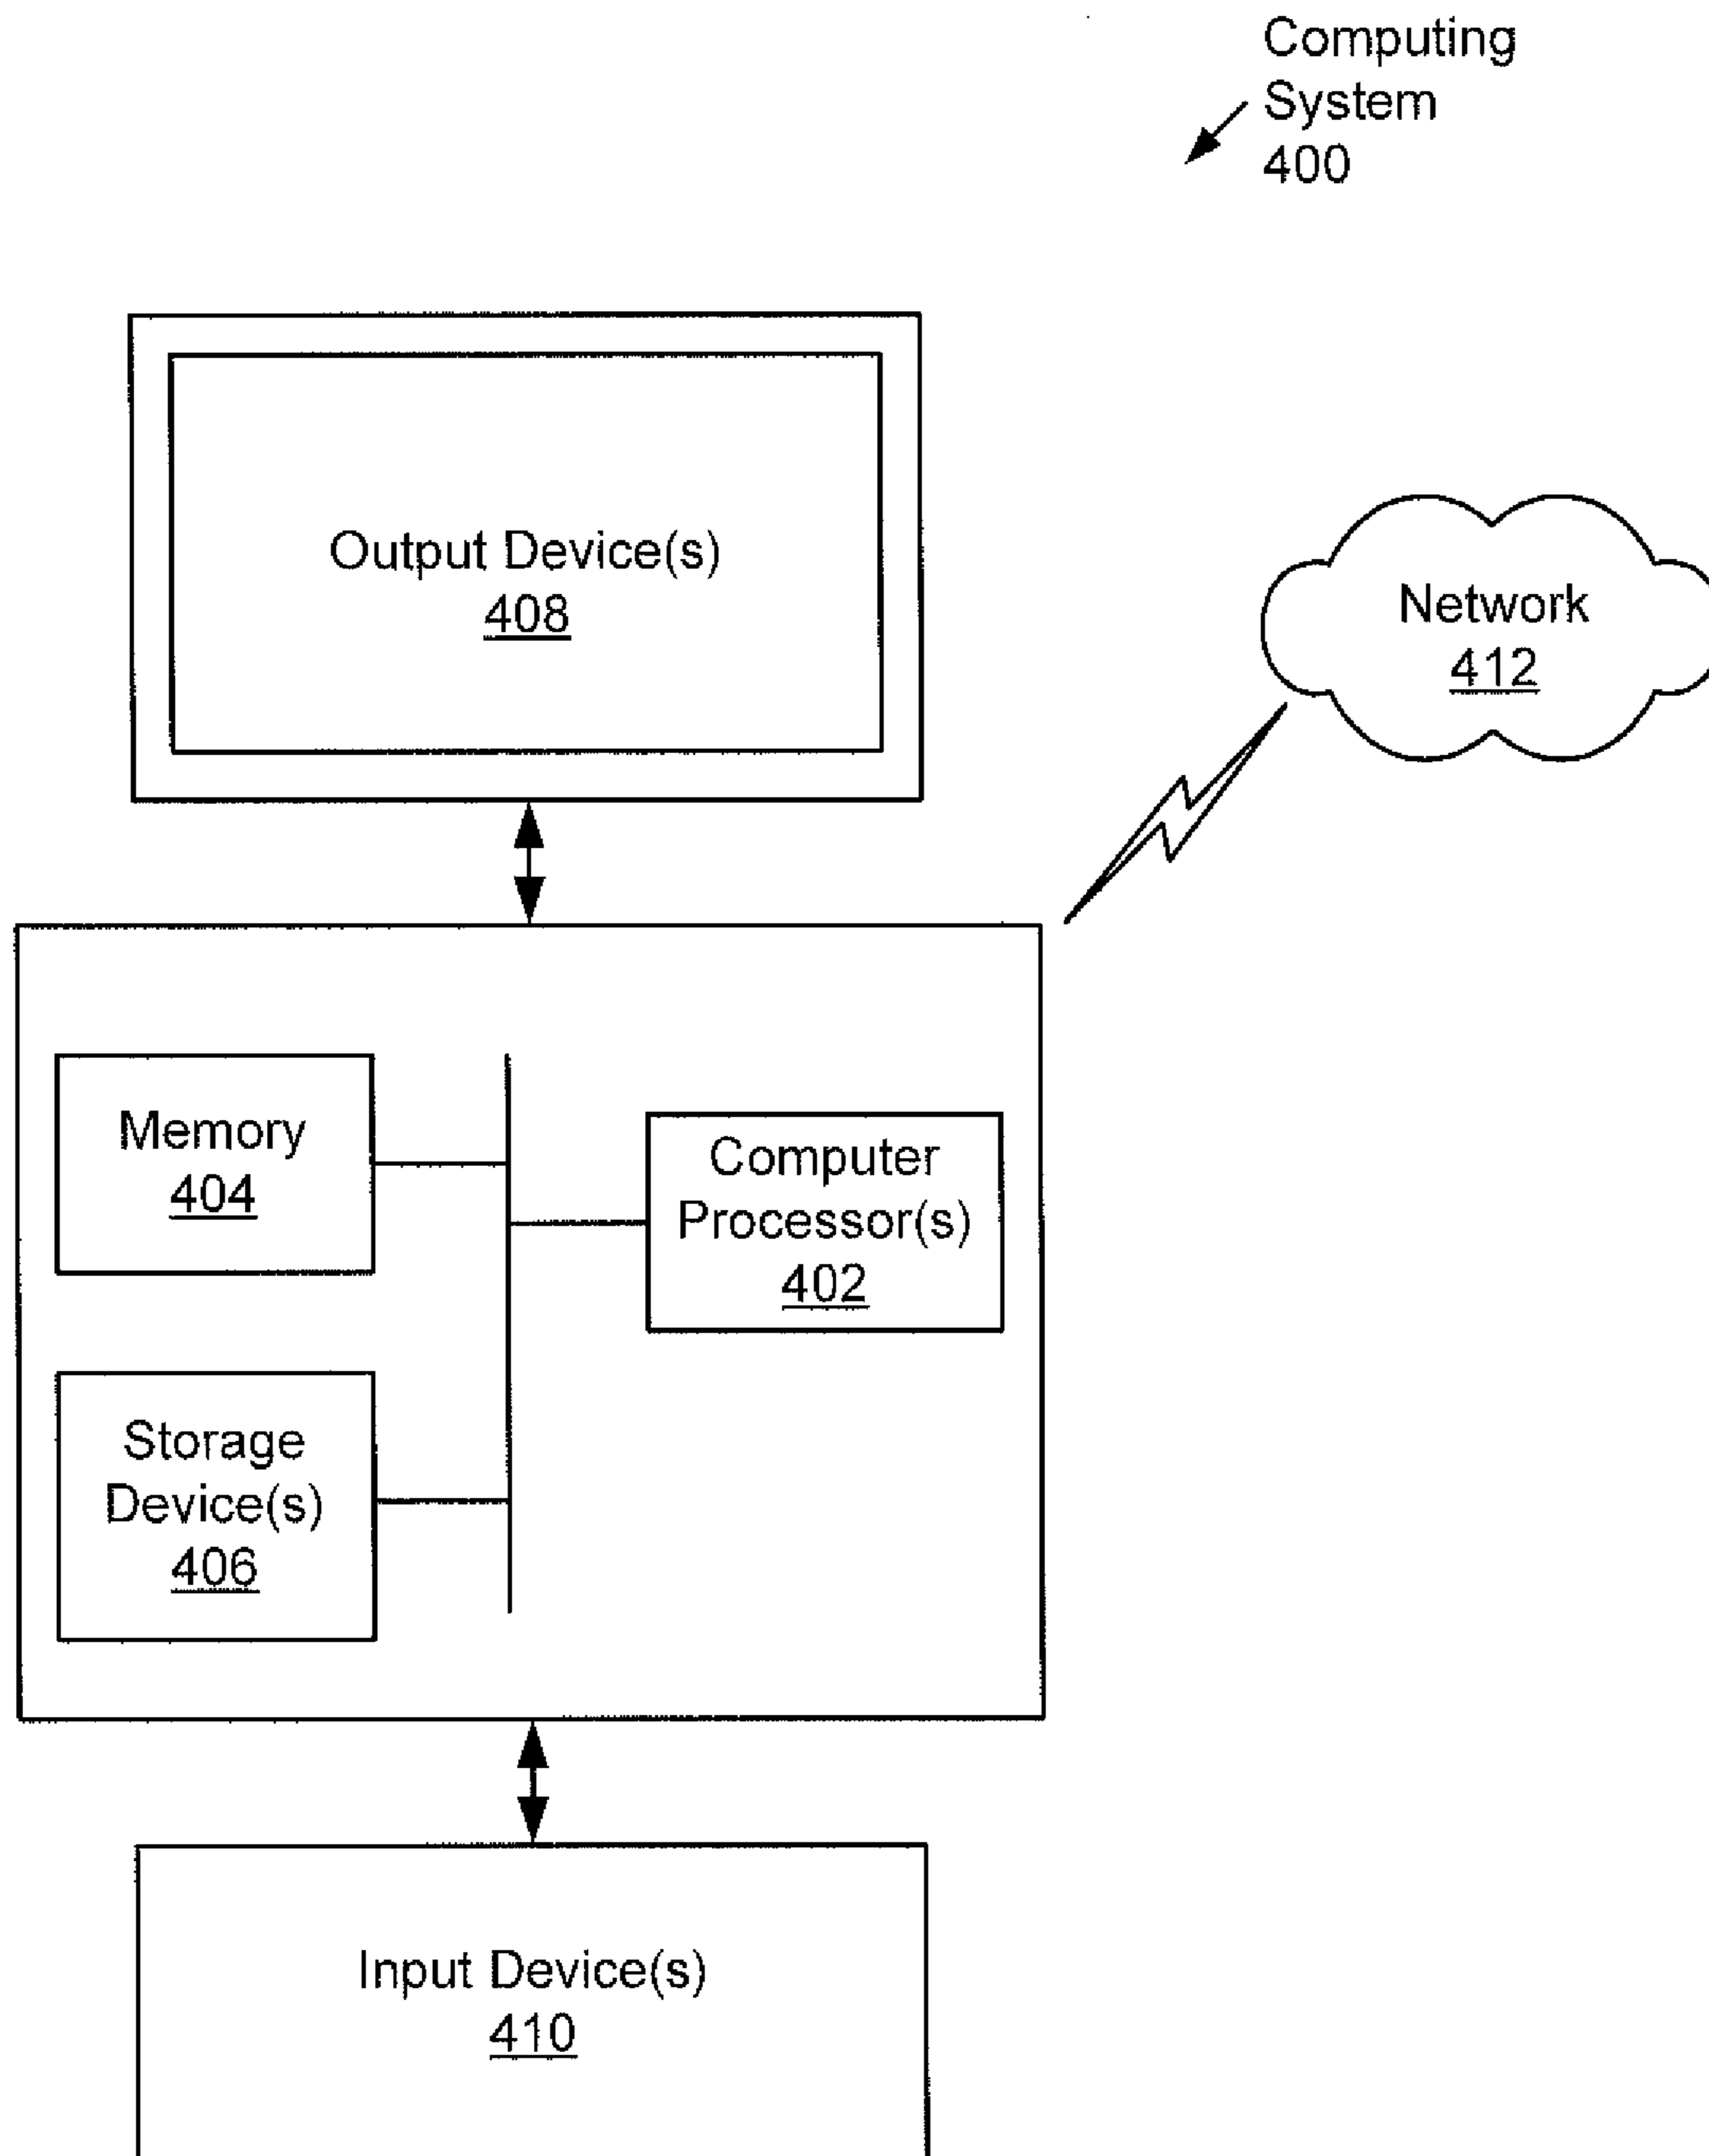 Computing
System
400
Output Device(s)
408
Network
412
Memory
404
Computer
Processor(s)
402
Storage
Device(s)
406
Input Device(s)
410